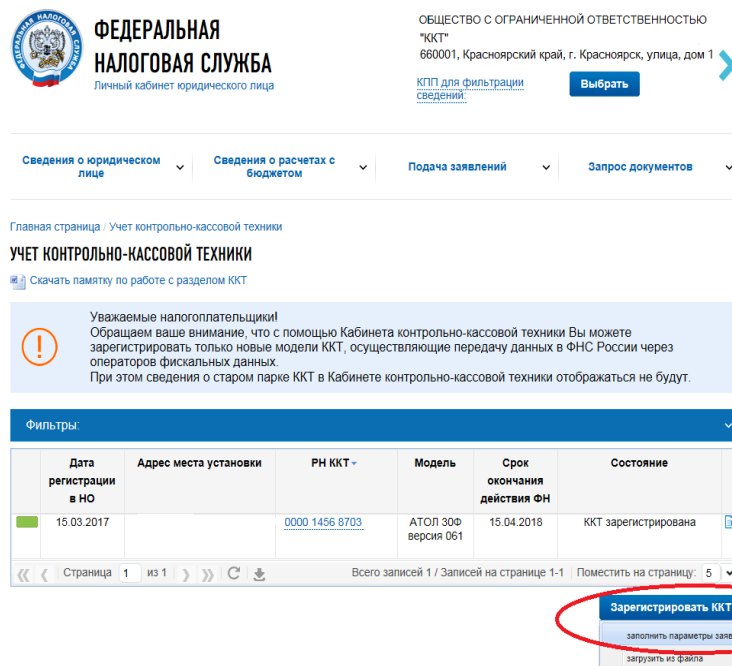 ФЕДЕРАЛЬНАЯ
НАЛОГОВАЯ СЛУЖБА
Личный кабинет юридического лица
ОБЩЕСТВО С ОГРАНИЧЕННОЙ ОТВЕТСТВЕННОСТЬЮ
"ККТ"
660001, Красноярский край, г. Красноярск, улица, дом 1
КПП для фильтрации
сведений:
Выбрать
Сведения о юридическом
лице
Сведения о расчетах с
бюджетом
Подача заявлений
Запрос документов
Главная страница / Учет контрольно-кассовой техники
УЧЕТ КОНТРОЛЬНО-КАССОВОЙ ТЕХНИКИ
Скачать памятку по работе с разделом ККТ
Уважаемые налогоплательщики!
Обращаем ваше внимание, что с помощью Кабинета контрольно-кассовой техники Вы можете
зарегистрировать только новые модели ККТ, осуществляющие передачу данных в ФНС России через
операторов фискальных данных.
При этом сведения о старом парке ККТ в Кабинете контрольно-кассовой техники отображаться не будут.
Фильтры:
Дата
регистрации
в НО
Адрес места установки
РН ККТ
Модель
Срок
окончания
действия ФН
Состояние
15.03.2017
0000 1456 8703
АТОЛ 30Ф
версия 061
15.04.2018
ККТ зарегистрирована
Страница 1 из 1
Всего записей 1 / Записей на странице 1-1
Поместить на страницу: 5
Зарегистрировать ККТ
заполнить параметры заяв
загрузить из файла